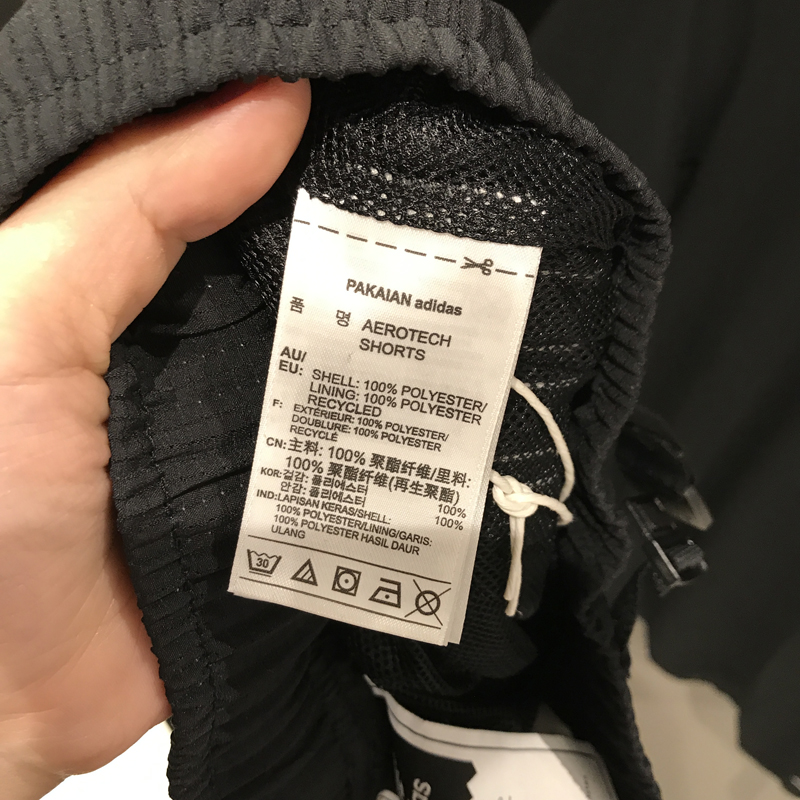 PAKAIAN adidas
품 명 AEROTECH
SHORTS
AU/
EU: SHELL: 100% POLYESTER/
LINING: 100% POLYESTER
RECYCLED
F: EXTÉRIEUR: 100% POLYESTER/
DOUBLURE: 100% POLYESTER
RECYCLÉ
CN: 主料: 100% 聚酯纤维/里料:
100% 聚酯纤维(再生聚酯)
KOR: 겉감: 폴리에스터 100%
안감: 폴리에스터 100%
IND: LAPISAN KERAS/SHELL:
100% POLYESTER/LINING/GARIS:
100% POLYESTER HASIL DAUR
ULANG
30